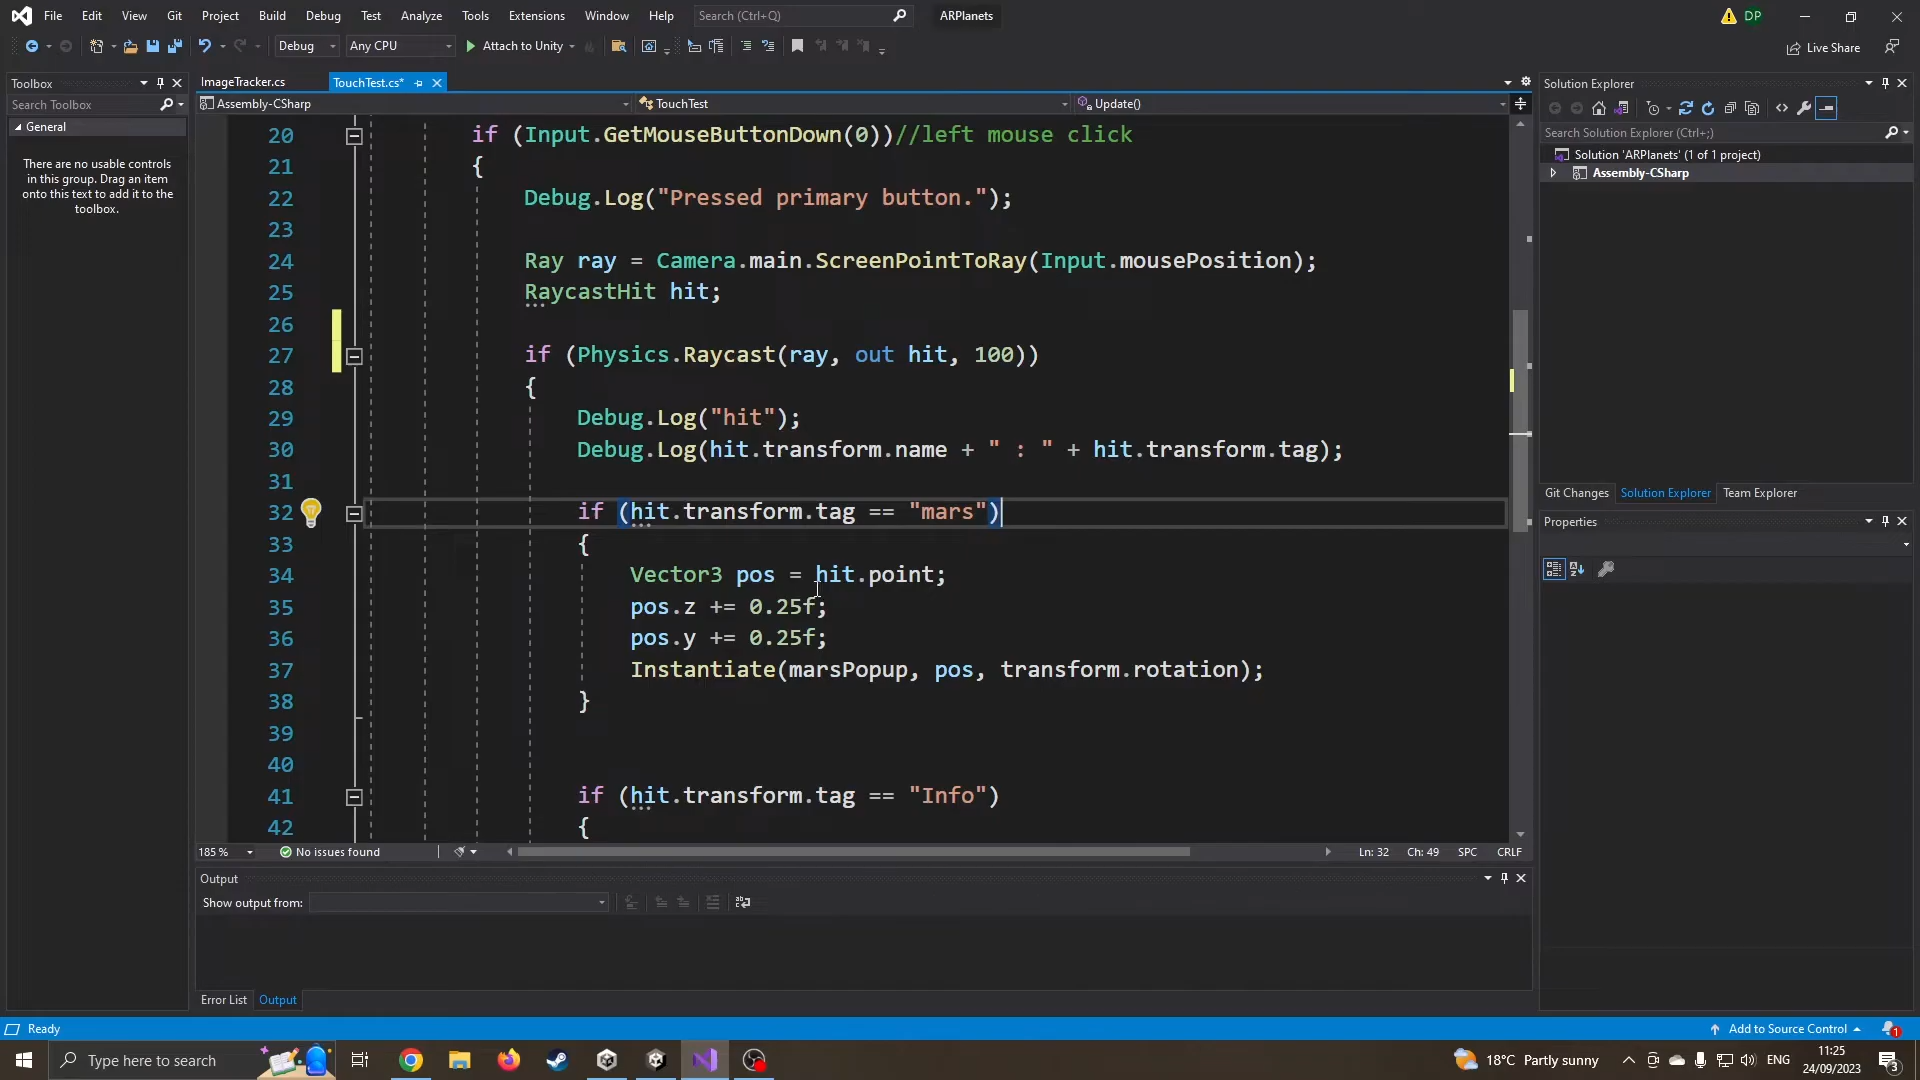 File Edit View Git Project Build Debug Test Analyze Tools Extensions Window Help Search (Ctrl+Q) ARPlanets DP
Debug Any CPU Attach to Unity Live Share
Toolbox
Search Toolbox
General
There are no usable controls
in this group. Drag an item
onto this text to add it to the
toolbox.
ImageTracker.cs TouchTest.cs*
Assembly-CSharp TouchTest Update()
20 if (Input.GetMouseButtonDown(0))//left mouse click
21 {
22 Debug.Log("Pressed primary button.");
23
24 Ray ray = Camera.main.ScreenPointToRay(Input.mousePosition);
25 RaycastHit hit;
26
27 if (Physics.Raycast(ray, out hit, 100))
28 {
29 Debug.Log("hit");
30 Debug.Log(hit.transform.name + " : " + hit.transform.tag);
31
32 if (hit.transform.tag == "mars")
33 {
34 Vector3 pos = hit.point;
35 pos.z += 0.25f;
36 pos.y += 0.25f;
37 Instantiate(marsPopup, pos, transform.rotation);
38 }
39
40
41 if (hit.transform.tag == "Info")
42 {
185 % No issues found Ln: 32 Ch: 49 SPC CRLF
Output
Show output from:
Error List Output
Solution Explorer
Search Solution Explorer (Ctrl+;)
Solution 'ARPlanets' (1 of 1 project)
Assembly-CSharp
Git Changes Solution Explorer Team Explorer
Properties
Ready Add to Source Control 1
Type here to search 18°C Partly sunny ENG 11:25
24/09/2023 3